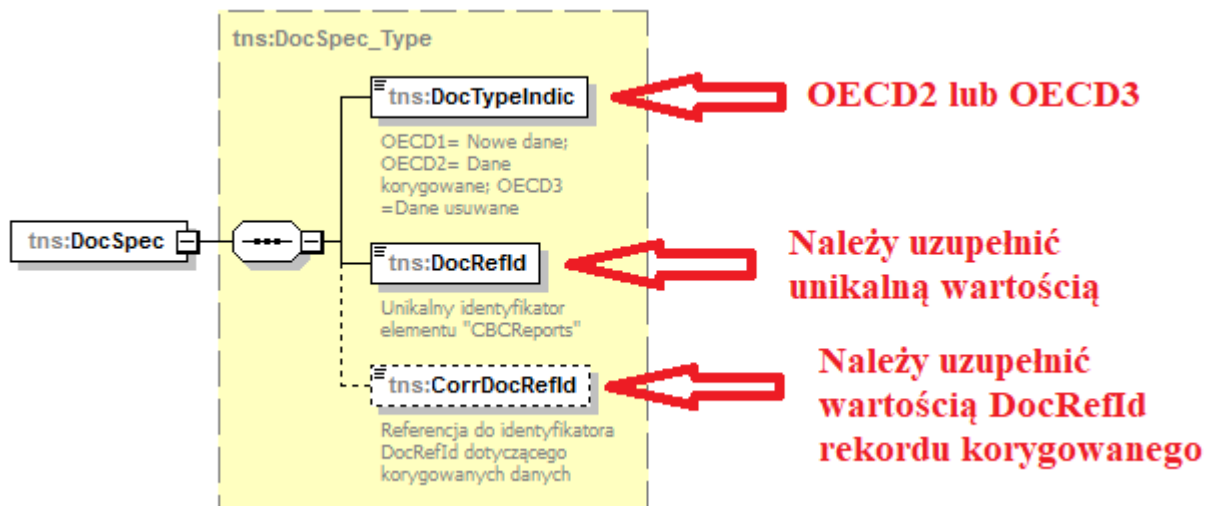 tns:DocSpec_Type
tns:DocTypeIndic
OECD2 lub OECD3
OECD1= Nowe dane;
OECD2= Dane
korygowane; OECD3
=Dane usuwane
tns:DocSpec
tns:DocRefId
Należy uzupełnić
unikalną wartością
Unikalny identyfikator
elementu "CBCReports"
tns:CorrDocRefId
Należy uzupełnić
wartością DocRefId
rekordu korygowanego
Referencja do identyfikatora
DocRefId dotyczącego
korygowanych danych